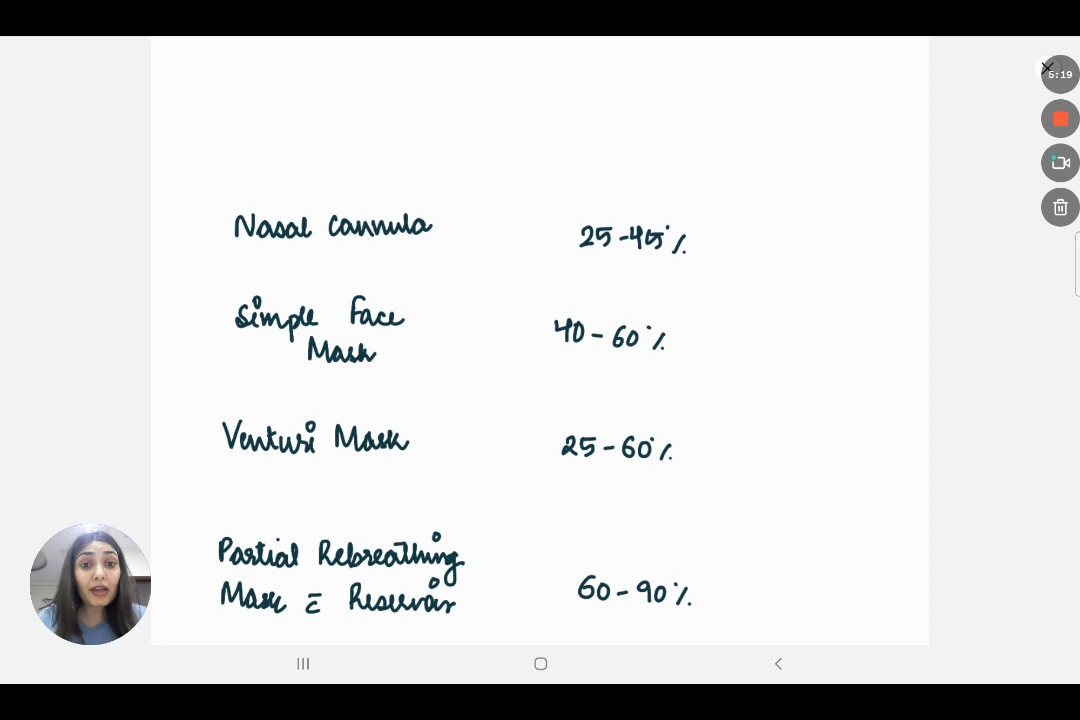 5:19
Nasal Cannula 25-45%
Simple Face
Mask 40-60%
Venturi Mask 25-60%
Partial Rebreathing
Mask c̄ Reservoir 60-90%